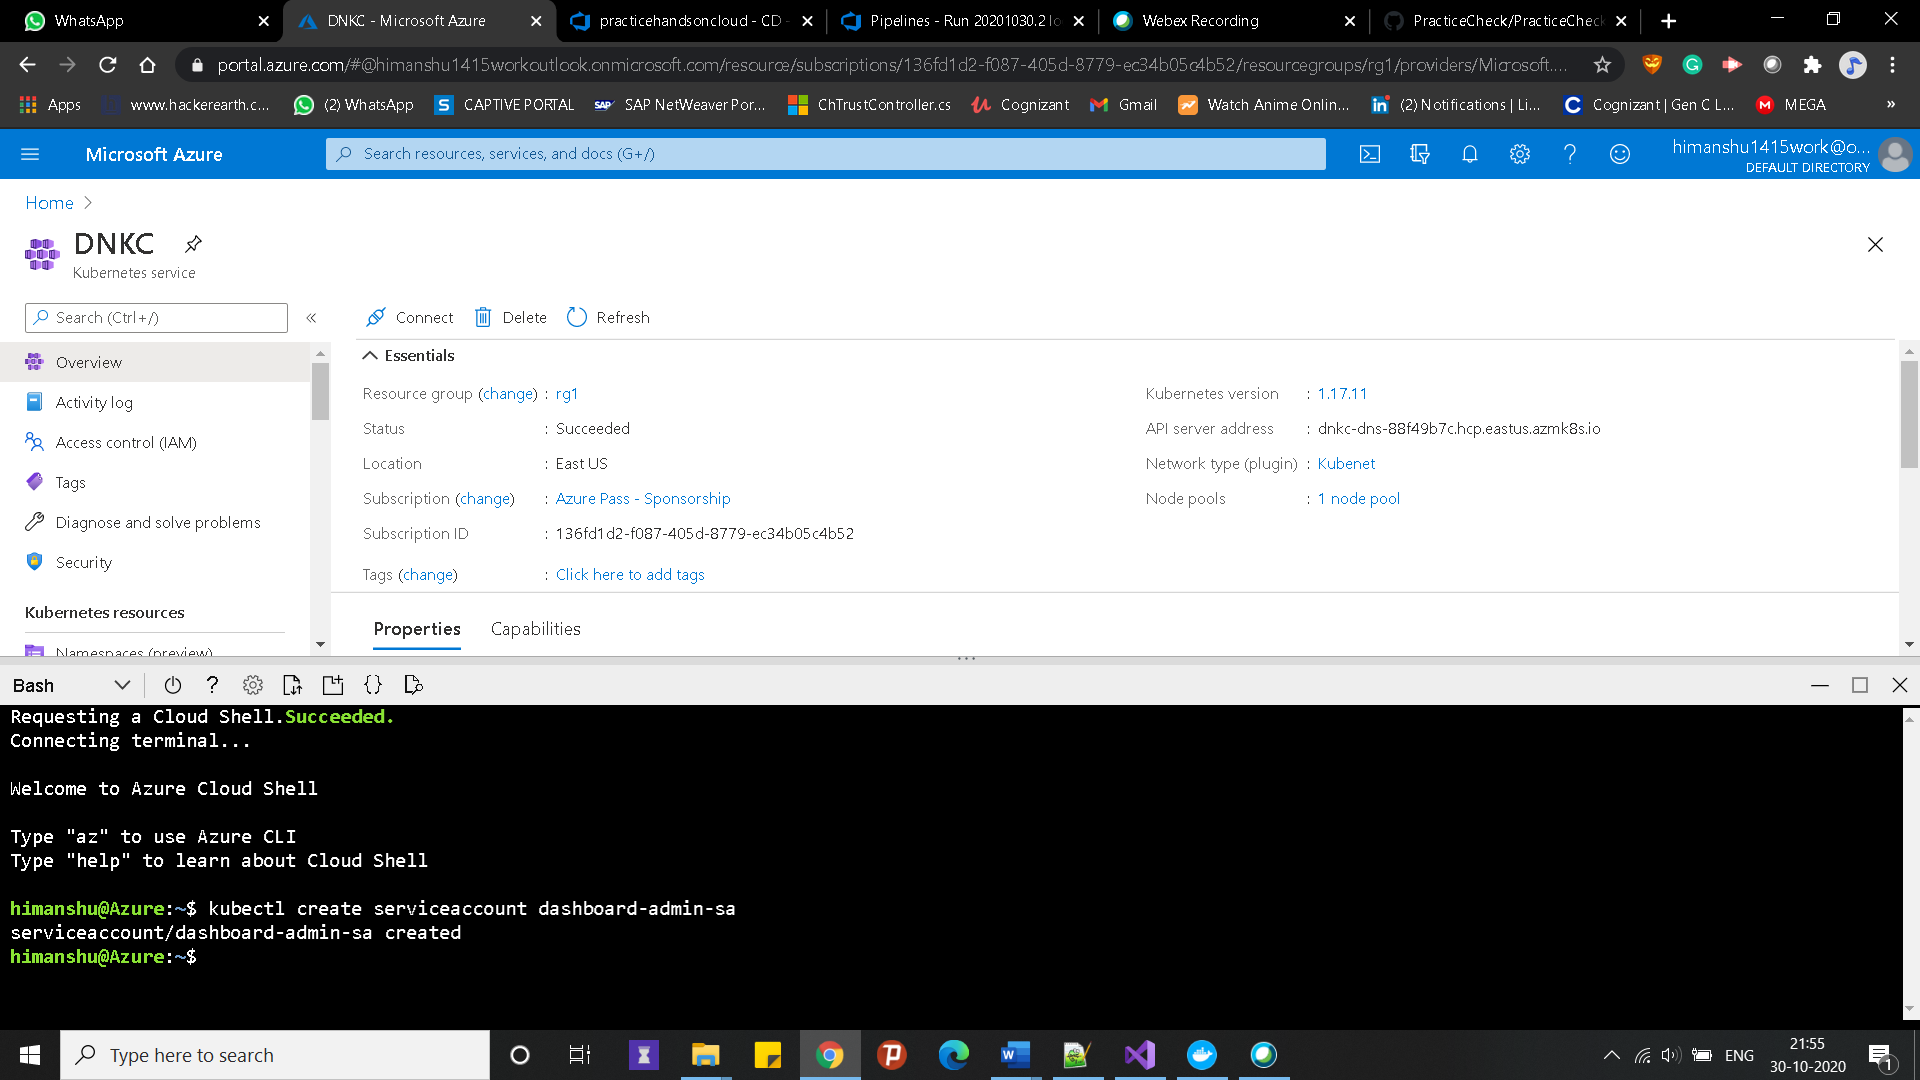 WhatsApp
DNKC - Microsoft Azure
practicehandsoncloud - CD -
Pipelines - Run 20201030.2 lo
Webex Recording
PracticeCheck/PracticeCheck
portal.azure.com/#@himanshu1415workoutlook.onmicrosoft.com/resource/subscriptions/136fd1d2-f087-405d-8779-ec34b05c4b52/resourcegroups/rg1/providers/Microsoft....
Apps
www.hackerearth.c...
(2) WhatsApp
CAPTIVE PORTAL
SAP NetWeaver Por...
ChTrustController.cs
Cognizant
Gmail
Watch Anime Onlin...
(2) Notifications | Li...
Cognizant | Gen C L...
MEGA
»
Microsoft Azure
Search resources, services, and docs (G+/)
himanshu1415work@o...
DEFAULT DIRECTORY
Home >
DNKC
Kubernetes service
Search (Ctrl+/)
«
Connect
Delete
Refresh
Overview
Activity log
Access control (IAM)
Tags
Diagnose and solve problems
Security
Kubernetes resources
Namespaces (preview)
Essentials
Resource group (change) : rg1
Status : Succeeded
Location : East US
Subscription (change) : Azure Pass - Sponsorship
Subscription ID : 136fd1d2-f087-405d-8779-ec34b05c4b52
Tags (change) : Click here to add tags
Kubernetes version : 1.17.11
API server address : dnkc-dns-88f49b7c.hcp.eastus.azmk8s.io
Network type (plugin) : Kubenet
Node pools : 1 node pool
Properties
Capabilities
Bash
Requesting a Cloud Shell.Succeeded.
Connecting terminal...
Welcome to Azure Cloud Shell
Type "az" to use Azure CLI
Type "help" to learn about Cloud Shell
himanshu@Azure:~$ kubectl create serviceaccount dashboard-admin-sa
serviceaccount/dashboard-admin-sa created
himanshu@Azure:~$
Type here to search
ENG
21:55
30-10-2020
1